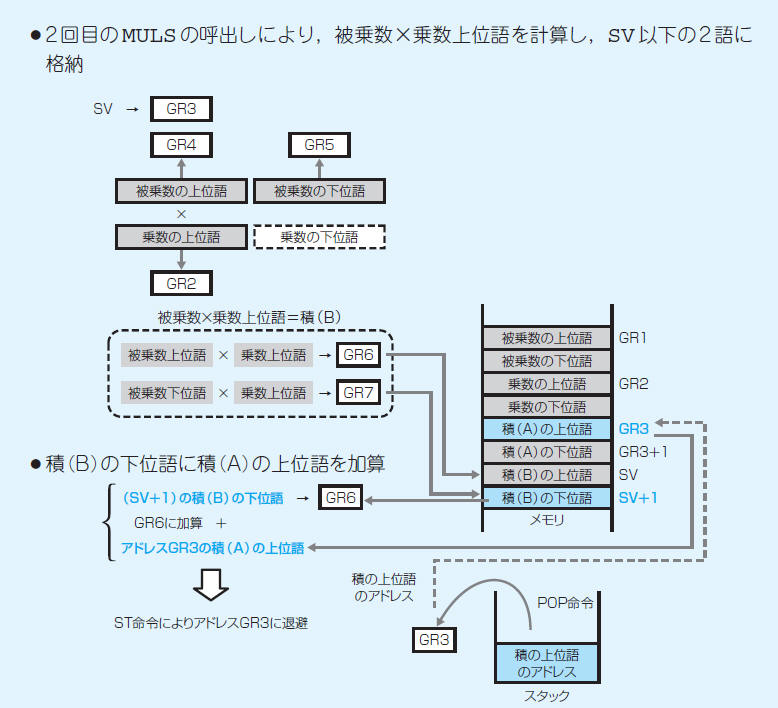 ●2回目のMULSの呼出しにより，被乗数×乗数上位語を計算し，SV以下の2語に
格納
SV → GR3
GR4 GR5
被乗数の上位語 被乗数の下位語
×
乗数の上位語 乗数の下位語
GR2
被乗数×乗数上位語＝積（B）
被乗数上位語 × 乗数上位語 → GR6
被乗数下位語 × 乗数上位語 → GR7
被乗数の上位語 GR1
被乗数の下位語
乗数の上位語 GR2
乗数の下位語
積（A）の上位語 GR3
積（A）の下位語 GR3+1
積（B）の上位語 SV
積（B）の下位語 SV+1
メモリ
●積（B）の下位語に積（A）の上位語を加算
（SV+1）の積（B）の下位語 → GR6
GR6に加算 ＋
アドレスGR3の積（A）の上位語
ST命令によりアドレスGR3に退避
積の上位語
のアドレス
GR3
POP命令
積の上位語
のアドレス
スタック